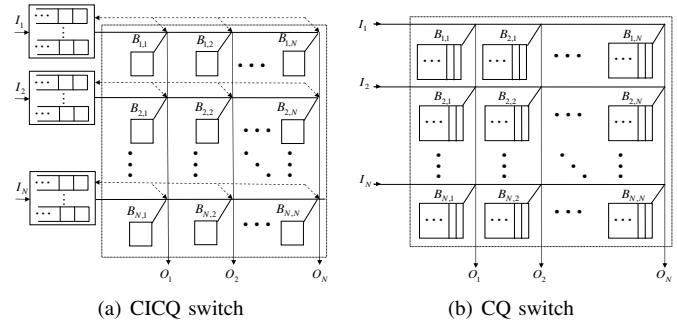 I1
B1,1 B1,2 B1,N
I2
B2,1 B2,2 B2,N
IN
BN,1 BN,2 BN,N
O1 O2 ON
(a) CICQ switch
I1
B1,1 B2,1 B1,N
I2
B2,1 B2,2 B2,N
IN
BN,1 BN,2 BN,N
O1 O2 ON
(b) CQ switch